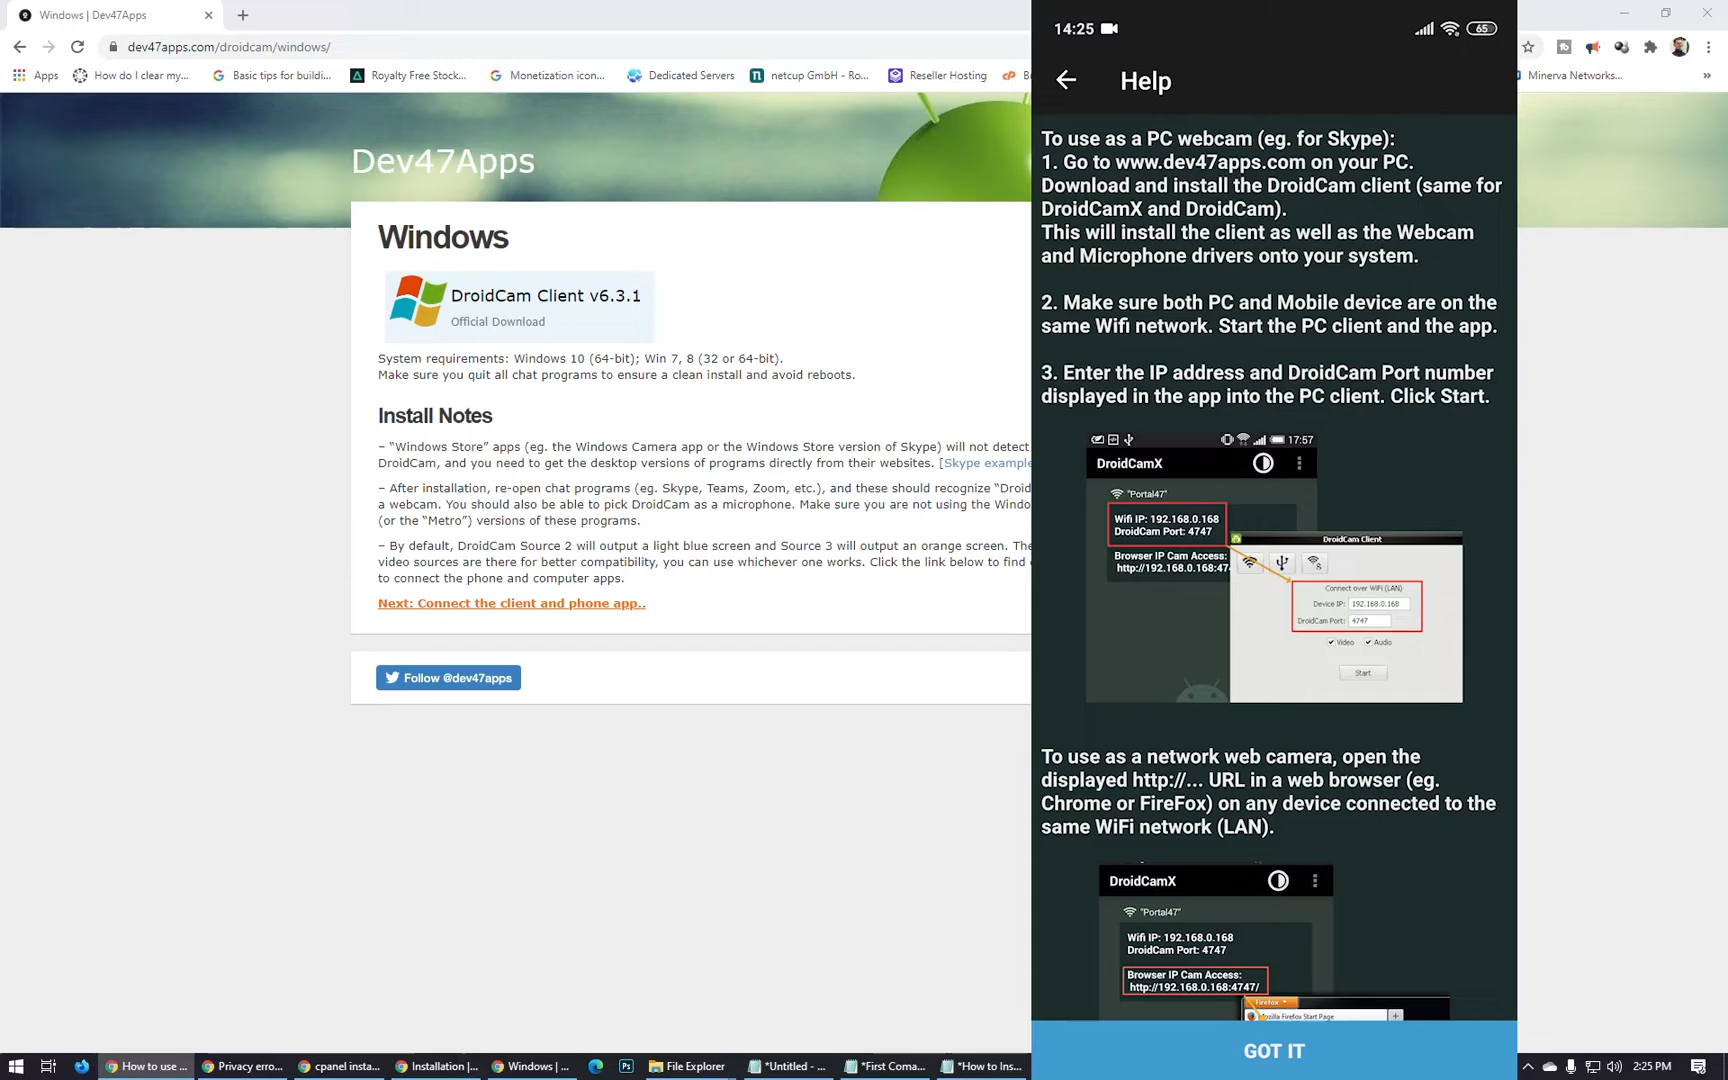 Windows | Dev47Apps
dev47apps.com/droidcam/windows/
Apps
How do I clear my...
Basic tips for buildi...
Royalty Free Stock...
Monetization icon...
Dedicated Servers
netcup GmbH - Ro...
Reseller Hosting
Minerva Networks...
Dev47Apps
Windows
DroidCam Client v6.3.1
Official Download
System requirements: Windows 10 (64-bit); Win 7, 8 (32 or 64-bit).
Make sure you quit all chat programs to ensure a clean install and avoid reboots.
Install Notes
– “Windows Store” apps (eg. the Windows Camera app or the Windows Store version of Skype) will not detect
DroidCam, and you need to get the desktop versions of programs directly from their websites. [Skype example
– After installation, re-open chat programs (eg. Skype, Teams, Zoom, etc.), and these should recognize “Droid
a webcam. You should also be able to pick DroidCam as a microphone. Make sure you are not using the Windo
(or the “Metro”) versions of these programs.
– By default, DroidCam Source 2 will output a light blue screen and Source 3 will output an orange screen. The
video sources are there for better compatibility, you can use whichever one works. Click the link below to find
to connect the phone and computer apps.
Next: Connect the client and phone app..
Follow @dev47apps
14:25
65
Help
To use as a PC webcam (eg. for Skype):
1. Go to www.dev47apps.com on your PC.
Download and install the DroidCam client (same for
DroidCamX and DroidCam).
This will install the client as well as the Webcam
and Microphone drivers onto your system.
2. Make sure both PC and Mobile device are on the
same Wifi network. Start the PC client and the app.
3. Enter the IP address and DroidCam Port number
displayed in the app into the PC client. Click Start.
17:57
DroidCamX
"Portal47"
Wifi IP: 192.168.0.168
DroidCam Port: 4747
Browser IP Cam Access:
http://192.168.0.168:47
DroidCam Client
Connect over WiFi (LAN)
Device IP: 192.168.0.168
DroidCam Port: 4747
Video Audio
Start
To use as a network web camera, open the
displayed http://... URL in a web browser (eg.
Chrome or FireFox) on any device connected to the
same WiFi network (LAN).
DroidCamX
"Portal47"
Wifi IP: 192.168.0.168
DroidCam Port: 4747
Browser IP Cam Access:
http://192.168.0.168:4747/
Firefox
Mozilla Firefox Start Page
GOT IT
How to use ...
Privacy erro...
cpanel insta...
Installation |...
Windows | ...
File Explorer
*Untitled - ...
*First Coma...
*How to Ins...
2:25 PM